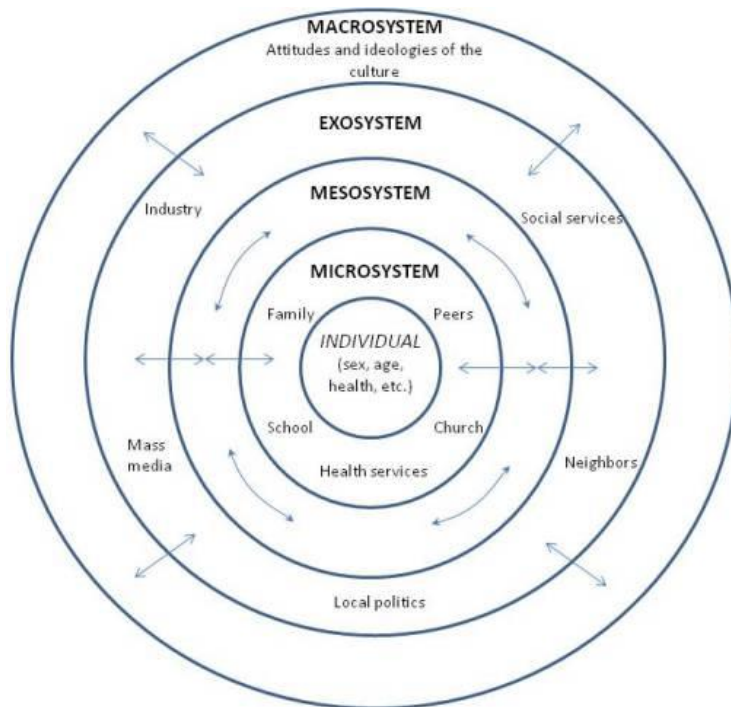 MACROSYSTEM
Attitudes and ideologies of the
culture
EXOSYSTEM
MESOSYSTEM
Industry
Social services
MICROSYSTEM
Family
Peers
INDIVIDUAL
(sex, age,
health, etc.)
School
Church
Mass
media
Neighbors
Health services
Local politics